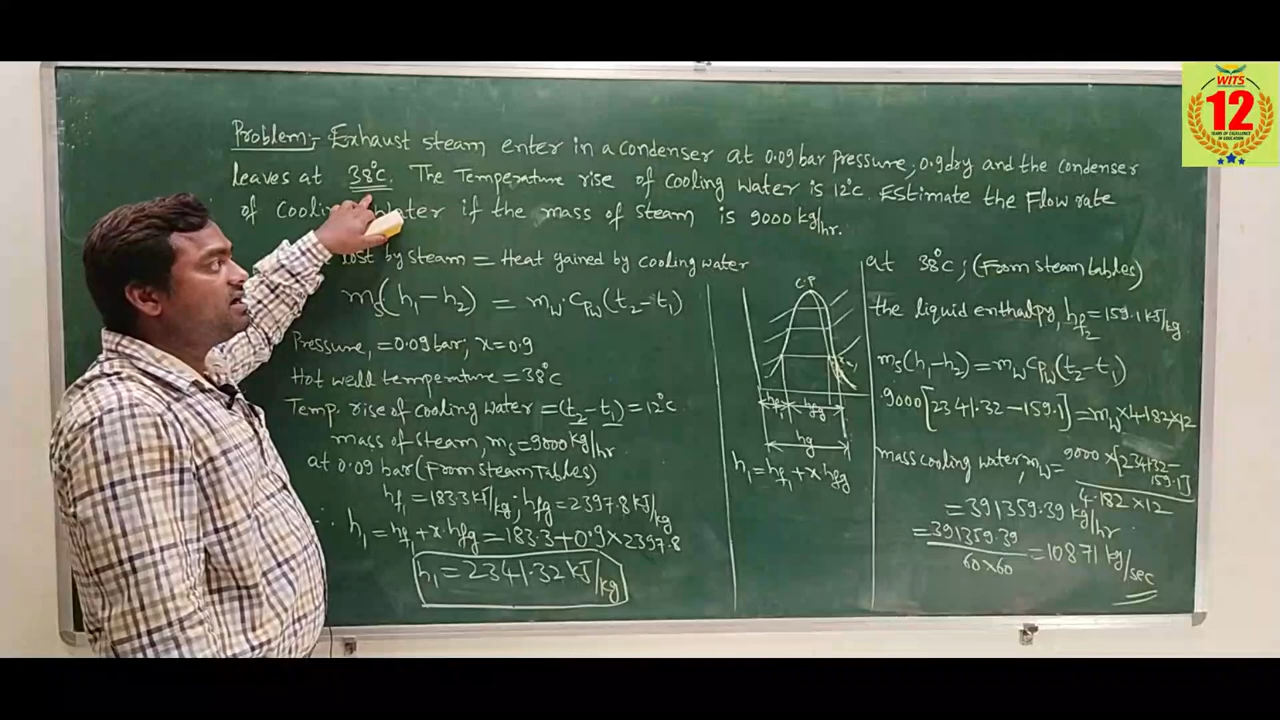 Problem:- Exhaust steam enter in a condenser at 0.09 bar pressure, 0.9 dry and the condenser
leaves at 38°C. The Temperature rise of cooling water is 12°C. Estimate the Flow rate
of Cooling Water if the mass of steam is 9000 kg/hr.
lost by steam = Heat gained by cooling water
ms(h1-h2) = mw·Cpw(t2-t1)
Pressure, =0.09 bar, x=0.9
Hot well temperature = 38°C
Temp. rise of cooling water = (t2-t1) = 12°C
mass of steam, ms=9000 kg/hr
at 0.09 bar (From Steam Tables)
hf1 = 183.3 kJ/kg; hfg = 2397.8 kJ/kg
∴ h1 = hf1 + x·hfg = 183.3+0.9×2397.8
h1 = 2341.32 kJ/kg
C.P
hf1 hfg
hg
h1 = hf1 + x·hfg
at 38°C, (From steam tables)
the liquid enthalpy, hf2 = 159.1 kJ/kg
ms(h1-h2) = mw Cpw(t2-t1)
9000[2341.32-159.1] = mw×4.182×12
mass cooling water, mw = 9000×[2341.32-159.1] / 4.182×12
= 391359.39 kg/hr
= 391359.39 / 60×60 = 108.71 kg/sec
WITS
12
YEARS OF EXCELLENCE
IN EDUCATION